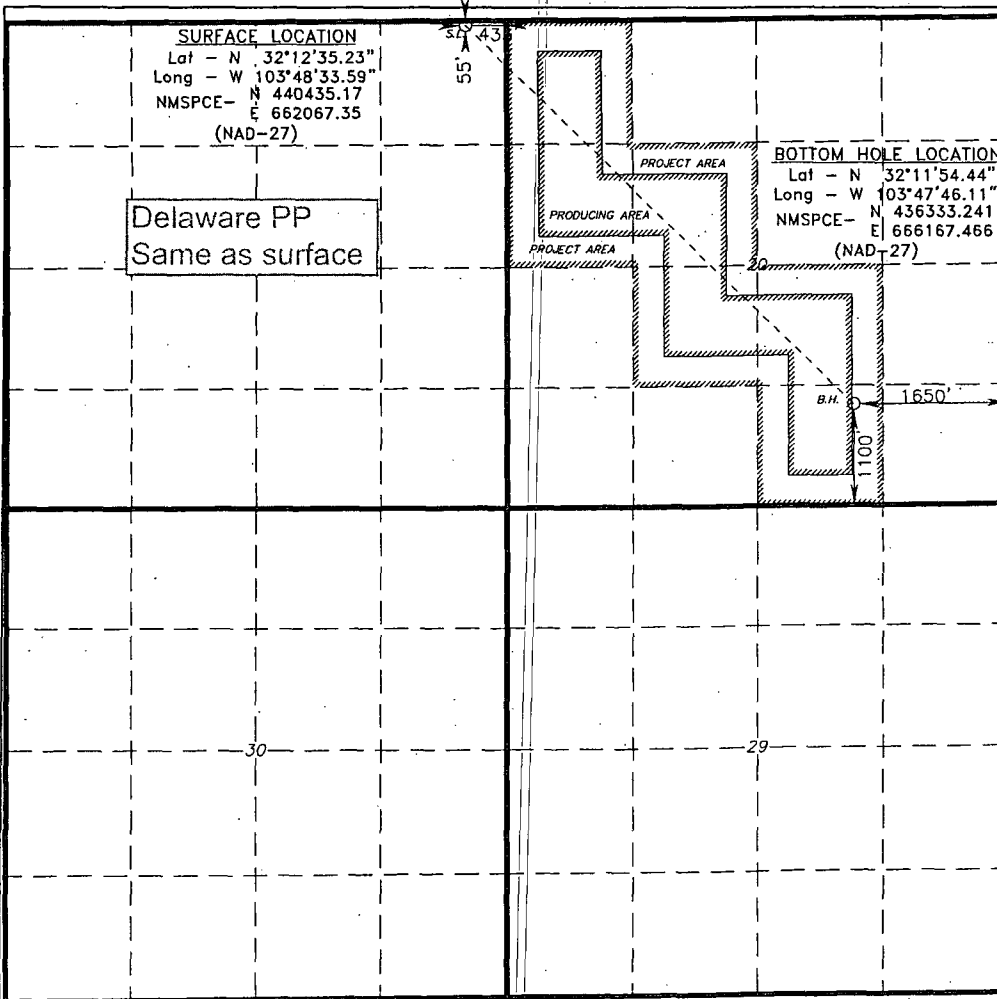 SURFACE LOCATION
Lat - N 32°12'35.23"
Long - W 103°48'33.59"
NMSPCE- N 440435.17
E 662067.35
(NAD-27)
S.L.
43
55'
Delaware PP
Same as surface
PROJECT AREA
PRODUCING AREA
PROJECT AREA
BOTTOM HOLE LOCATION
Lat - N 32°11'54.44"
Long - W 103°47'46.11"
NMSPCE- N 436333.241
E 666167.466
(NAD-27)
20
B.H.
1650'
1100'
30
29